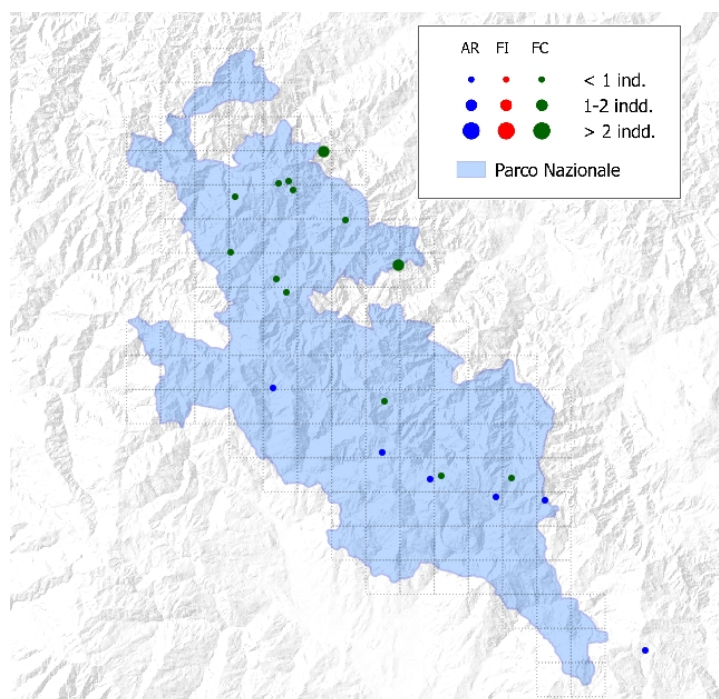 AR FI FC
< 1 ind.
1-2 indd.
> 2 indd.
Parco Nazionale